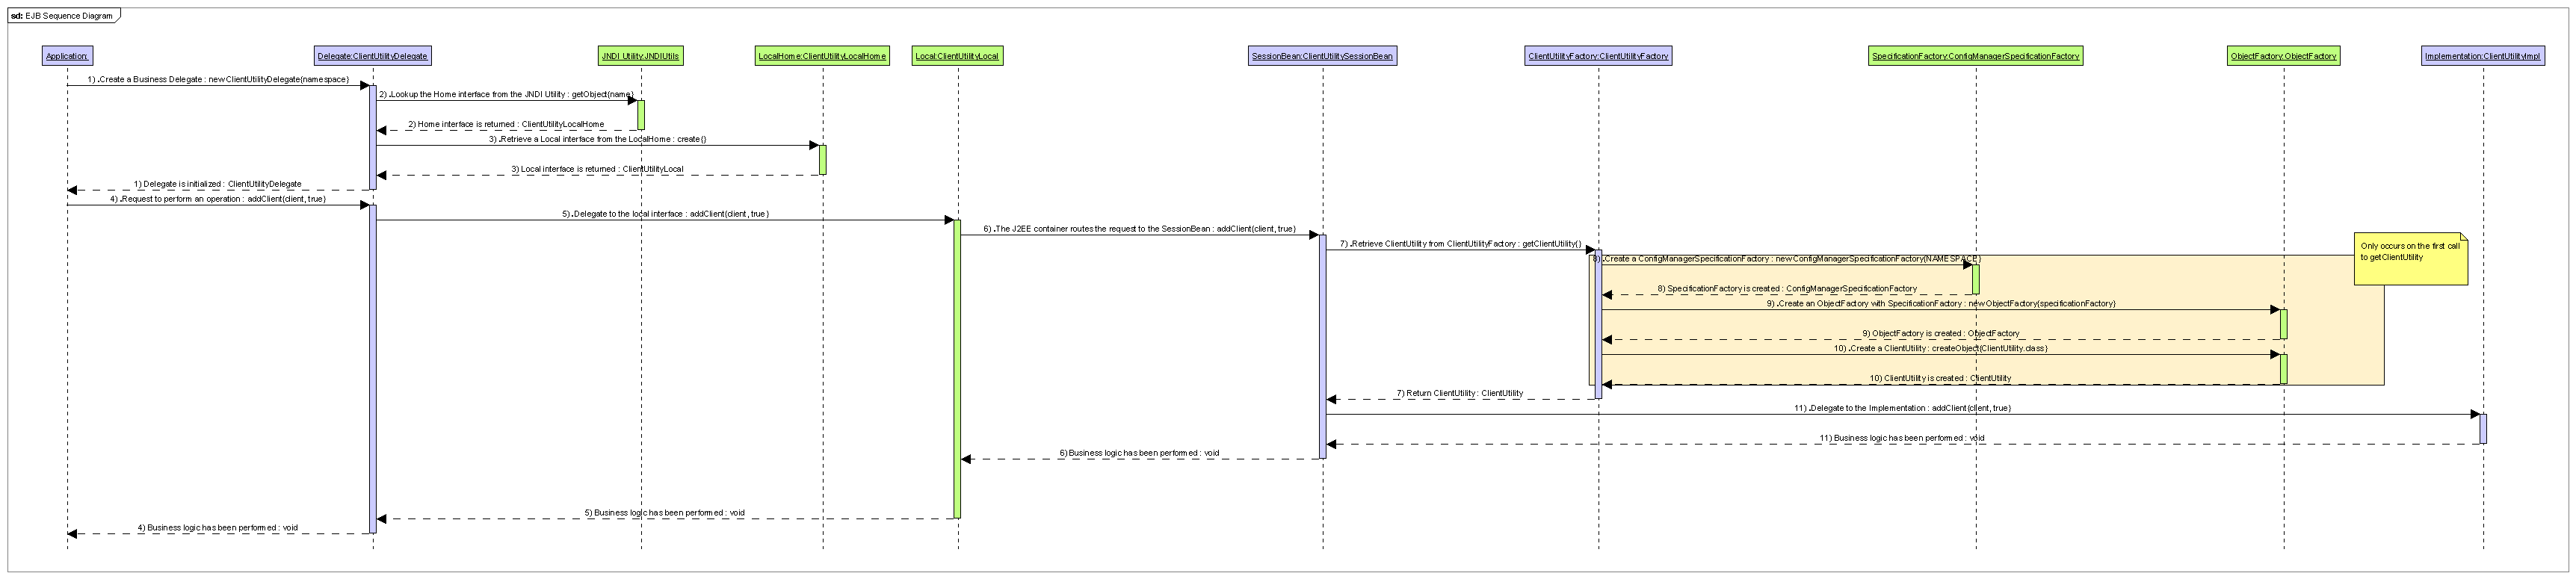 sd: EJB Sequence Diagram
Application:
Delegate:ClientUtilityDelegate
JNDI Utility:JNDIUtils
LocalHome:ClientUtilityLocalHome
Local:ClientUtilityLocal
SessionBean:ClientUtilitySessionBean
ClientUtilityFactory:ClientUtilityFactory
SpecificationFactory:ConfigManagerSpecificationFactory
ObjectFactory:ObjectFactory
Implementation:ClientUtilityImpl
1) .Create a Business Delegate : new ClientUtilityDelegate(namespace)
2) .Lookup the Home interface from the JNDI Utility : getObject(name)
2) Home interface is returned : ClientUtilityLocalHome
3) .Retrieve a Local interface from the LocalHome : create()
3) Local interface is returned : ClientUtilityLocal
1) Delegate is initialized : ClientUtilityDelegate
4) .Request to perform an operation : addClient(client, true)
5) .Delegate to the local interface : addClient(client, true)
6) .The J2EE container routes the request to the SessionBean : addClient(client, true)
7) .Retrieve ClientUtility from ClientUtilityFactory : getClientUtility()
Only occurs on the first call
to getClientUtility
8) .Create a ConfigManagerSpecificationFactory : new ConfigManagerSpecificationFactory(NAMESPACE)
8) SpecificationFactory is created : ConfigManagerSpecificationFactory
9) .Create an ObjectFactory with SpecificationFactory : new ObjectFactory(specificationFactory)
9) ObjectFactory is created : ObjectFactory
10) .Create a ClientUtility : createObject(ClientUtility.class)
10) ClientUtility is created : ClientUtility
7) Return ClientUtility : ClientUtility
11) .Delegate to the Implementation : addClient(client, true)
11) Business logic has been performed : void
6) Business logic has been performed : void
5) Business logic has been performed : void
4) Business logic has been performed : void